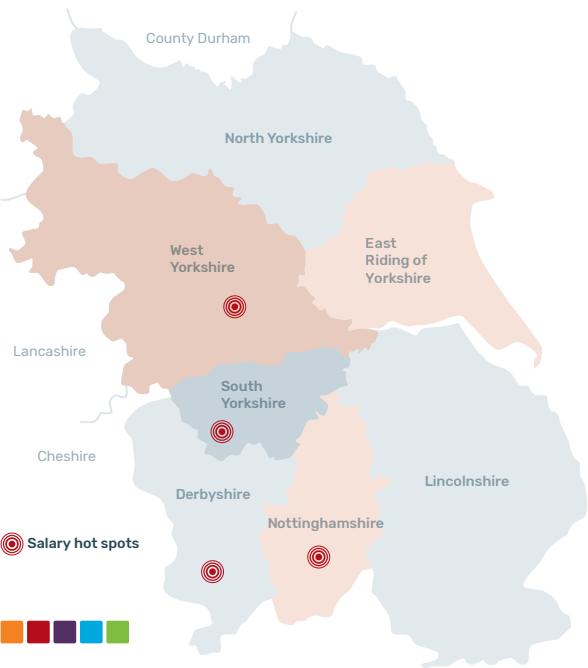 County Durham
North Yorkshire
West
Yorkshire
East
Riding of
Yorkshire
Lancashire
South
Yorkshire
Cheshire
Derbyshire
Lincolnshire
Nottinghamshire
Salary hot spots